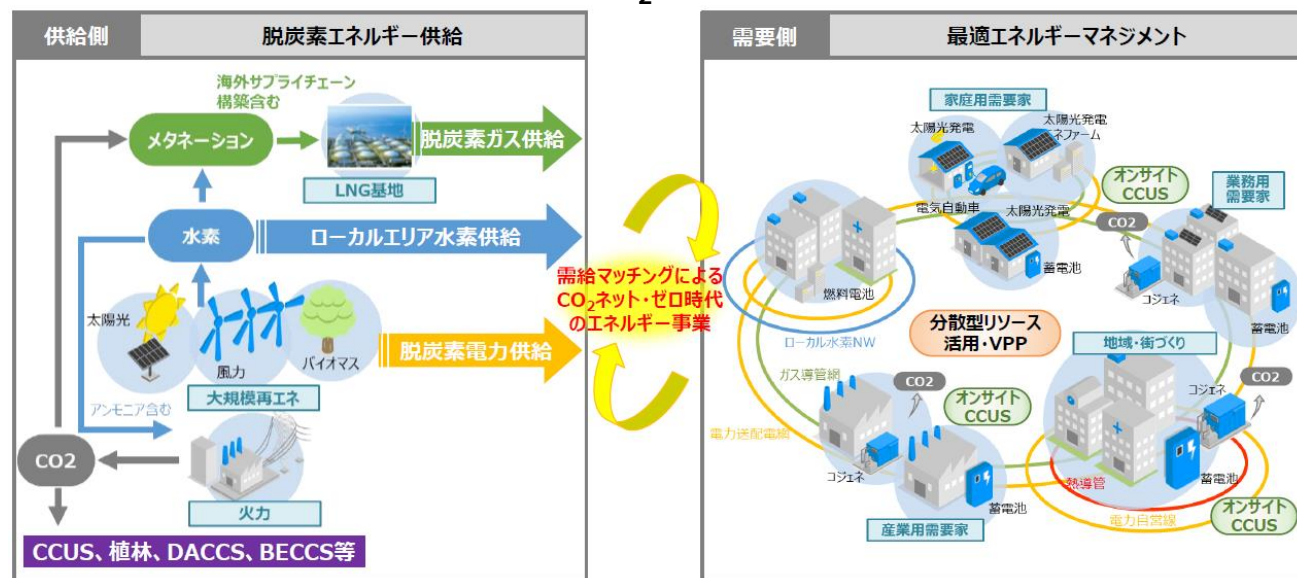 2
供給側
脱炭素エネルギー供給
海外サプライチェーン
構築含む
メタネーション
脱炭素ガス供給
LNG基地
水素
ローカルエリア水素供給
太陽光
風力
バイオマス
脱炭素電力供給
大規模再エネ
アンモニア含む
CO2
火力
CCUS、植林、DACCS、BECCS等
需給マッチングによる
CO2ネット・ゼロ時代
のエネルギー事業
需要側
最適エネルギーマネジメント
家庭用需要家
太陽光発電
太陽光発電
エネファーム
オンサイト
CCUS
業務用
需要家
電気自動車
太陽光発電
CO2
蓄電池
コジェネ
燃料電池
蓄電池
ローカル水素NW
分散型リソース
活用・VPP
地域・街づくり
ガス導管網
CO2
オンサイト
CCUS
コジェネ
CO2
電力送配電網
コジェネ
熱導管
蓄電池
蓄電池
電力自営線
オンサイト
CCUS
産業用需要家